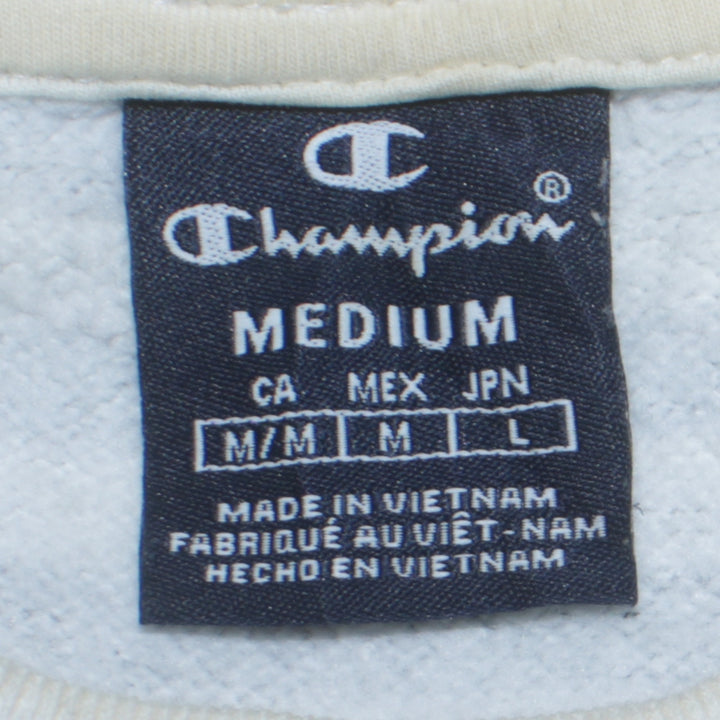 Champion®
MEDIUM
CA MEX JPN
M/M M L
MADE IN VIETNAM
FABRIQUÉ AU VIÊT-NAM
HECHO EN VIETNAM